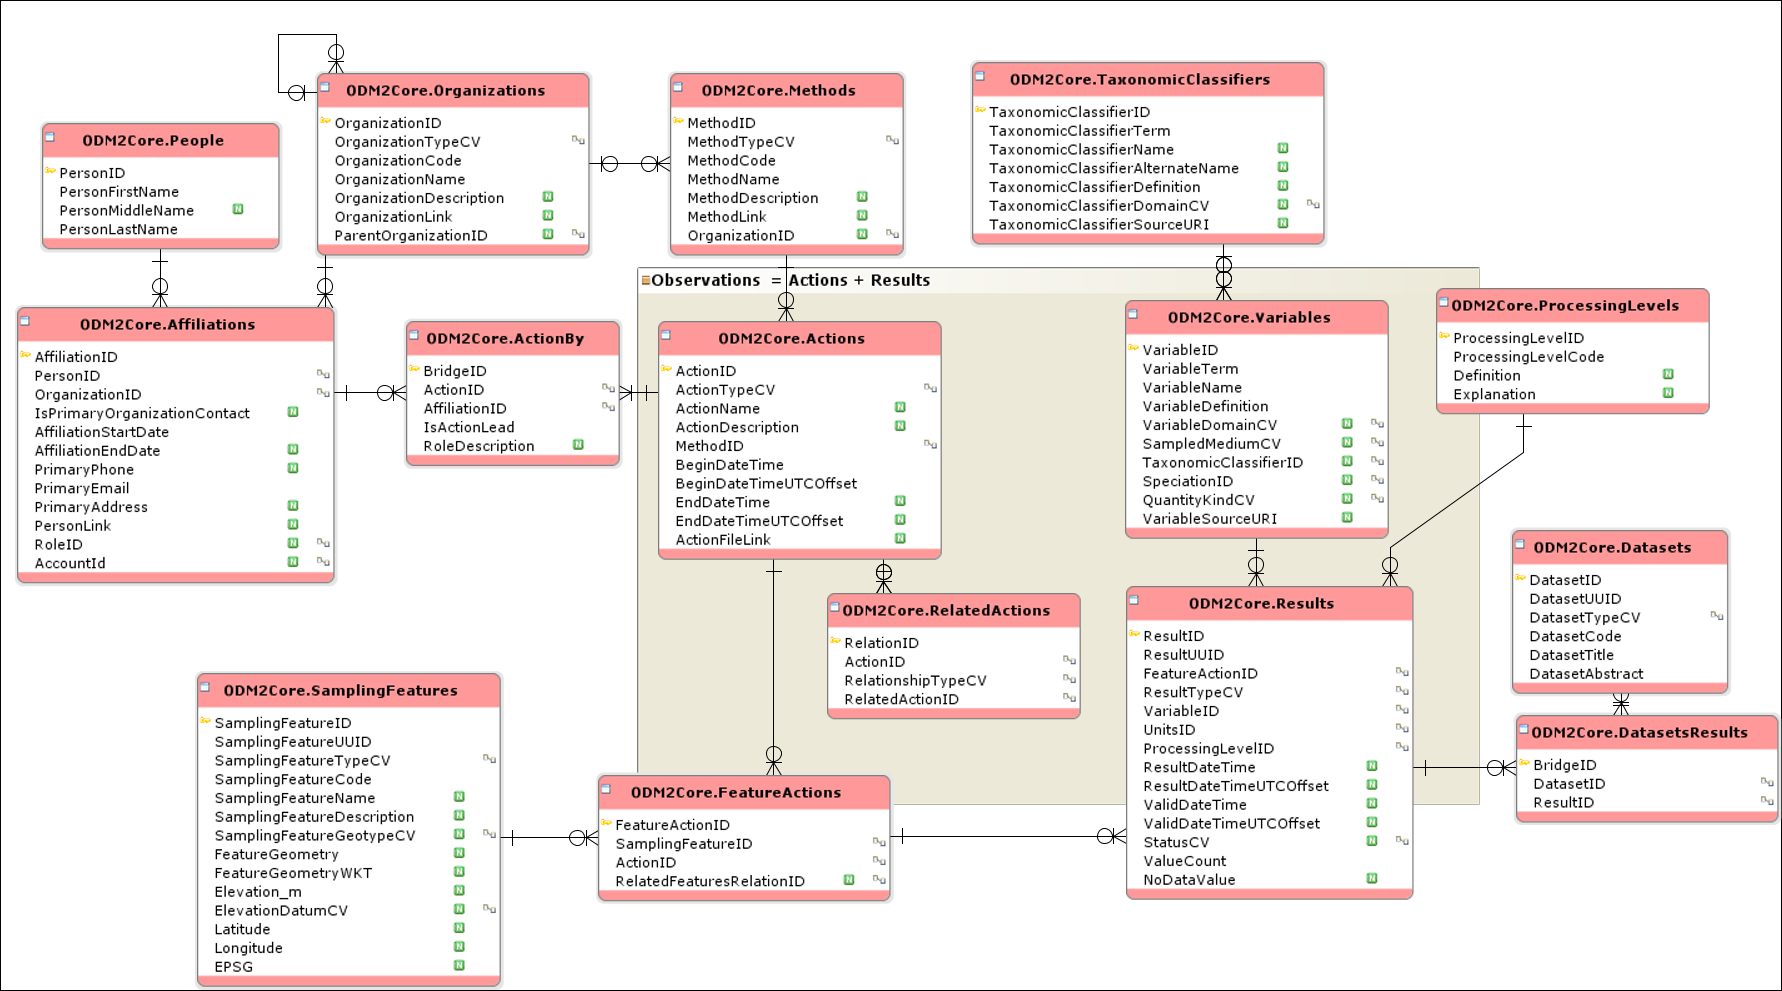 ODM2Core.Organizations
OrganizationID
OrganizationTypeCV
OrganizationCode
OrganizationName
OrganizationDescription N
OrganizationLink N
ParentOrganizationID N
ODM2Core.Methods
MethodID
MethodTypeCV
MethodCode
MethodName
MethodDescription N
MethodLink N
OrganizationID N
ODM2Core.TaxonomicClassifiers
TaxonomicClassifierID
TaxonomicClassifierTerm
TaxonomicClassifierName N
TaxonomicClassifierAlternateName N
TaxonomicClassifierDefinition N
TaxonomicClassifierDomainCV N
TaxonomicClassifierSourceURI N
ODM2Core.People
PersonID
PersonFirstName
PersonMiddleName N
PersonLastName
Observations = Actions + Results
ODM2Core.Affiliations
AffiliationID
PersonID
OrganizationID
IsPrimaryOrganizationContact N
AffiliationStartDate
AffiliationEndDate N
PrimaryPhone N
PrimaryEmail
PrimaryAddress N
PersonLink N
RoleID N
AccountId N
ODM2Core.ActionBy
BridgeID
ActionID
AffiliationID
IsActionLead
RoleDescription N
ODM2Core.Actions
ActionID
ActionTypeCV
ActionName N
ActionDescription N
MethodID
BeginDateTime
BeginDateTimeUTCOffset
EndDateTime N
EndDateTimeUTCOffset N
ActionFileLink N
ODM2Core.Variables
VariableID
VariableTerm
VariableName
VariableDefinition
VariableDomainCV N
SampledMediumCV N
TaxonomicClassifierID N
SpeciationID N
QuantityKindCV N
VariableSourceURI N
ODM2Core.ProcessingLevels
ProcessingLevelID
ProcessingLevelCode
Definition N
Explanation N
ODM2Core.Datasets
DatasetID
DatasetUUID
DatasetTypeCV
DatasetCode
DatasetTitle
DatasetAbstract
ODM2Core.RelatedActions
RelationID
ActionID
RelationshipTypeCV
RelatedActionID
ODM2Core.Results
ResultID
ResultUUID
FeatureActionID
ResultTypeCV
VariableID
UnitsID
ProcessingLevelID
ResultDateTime N
ResultDateTimeUTCOffset N
ValidDateTime N
ValidDateTimeUTCOffset N
StatusCV N
ValueCount
NoDataValue N
ODM2Core.DatasetsResults
BridgeID
DatasetID
ResultID
ODM2Core.SamplingFeatures
SamplingFeatureID
SamplingFeatureUUID
SamplingFeatureTypeCV
SamplingFeatureCode
SamplingFeatureName N
SamplingFeatureDescription N
SamplingFeatureGeotypeCV N
FeatureGeometry N
FeatureGeometryWKT N
Elevation_m N
ElevationDatumCV N
Latitude N
Longitude N
EPSG N
ODM2Core.FeatureActions
FeatureActionID
SamplingFeatureID
ActionID
RelatedFeaturesRelationID N